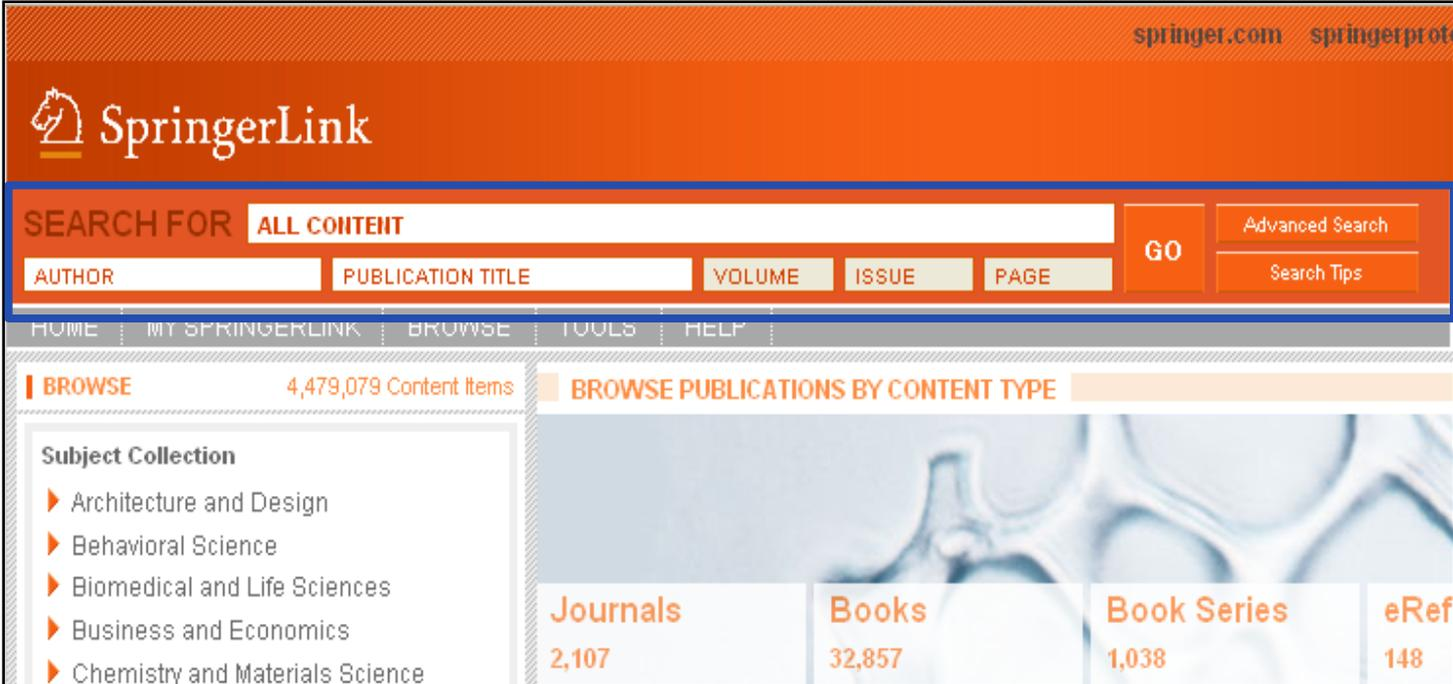 springer.com springerprot
SpringerLink
SEARCH FOR ALL CONTENT
AUTHOR PUBLICATION TITLE VOLUME ISSUE PAGE
GO
Advanced Search
Search Tips
HOME MY SPRINGERLINK BROWSE TOOLS HELP
BROWSE 4,479,079 Content Items
Subject Collection
Architecture and Design
Behavioral Science
Biomedical and Life Sciences
Business and Economics
Chemistry and Materials Science
BROWSE PUBLICATIONS BY CONTENT TYPE
Journals
2,107
Books
32,857
Book Series
1,038
eRef
148